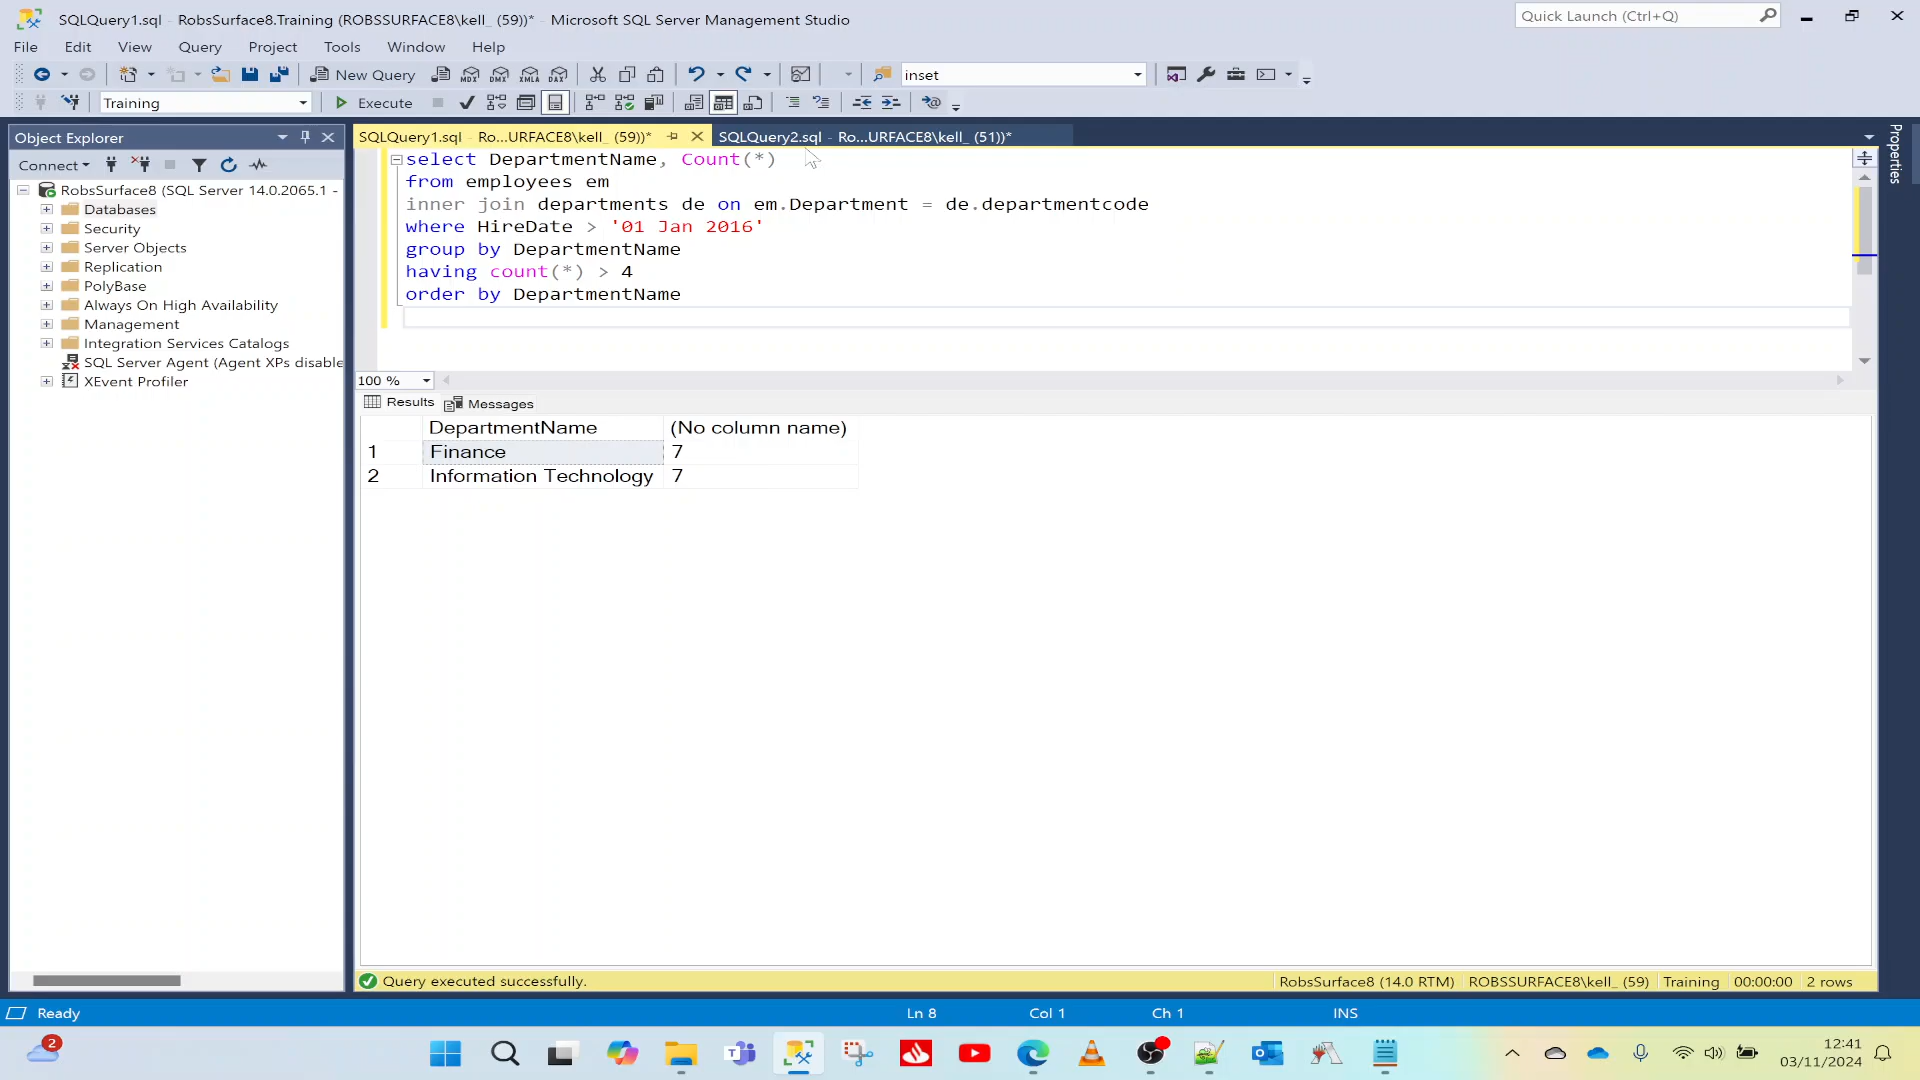 SQLQuery1.sql - RobsSurface8.Training (ROBSSURFACE8\kell_ (59))* - Microsoft SQL Server Management Studio
Quick Launch (Ctrl+Q)
File Edit View Query Project Tools Window Help
New Query MDX DMX XMLA DAX inset
Training Execute
Object Explorer
SQLQuery1.sql - Ro...URFACE8\kell_ (59))*
SQLQuery2.sql - Ro...URFACE8\kell_ (51))*
Properties
Connect
RobsSurface8 (SQL Server 14.0.2065.1 -
Databases
Security
Server Objects
Replication
PolyBase
Always On High Availability
Management
Integration Services Catalogs
SQL Server Agent (Agent XPs disable
XEvent Profiler
select DepartmentName, Count(*)
from employees em
inner join departments de on em.Department = de.departmentcode
where HireDate > '01 Jan 2016'
group by DepartmentName
having count(*) > 4
order by DepartmentName
100 %
Results Messages
DepartmentName (No column name)
1 Finance 7
2 Information Technology 7
Query executed successfully.
RobsSurface8 (14.0 RTM) ROBSSURFACE8\kell_ (59) Training 00:00:00 2 rows
Ready Ln 8 Col 1 Ch 1 INS
2
12:41
03/11/2024